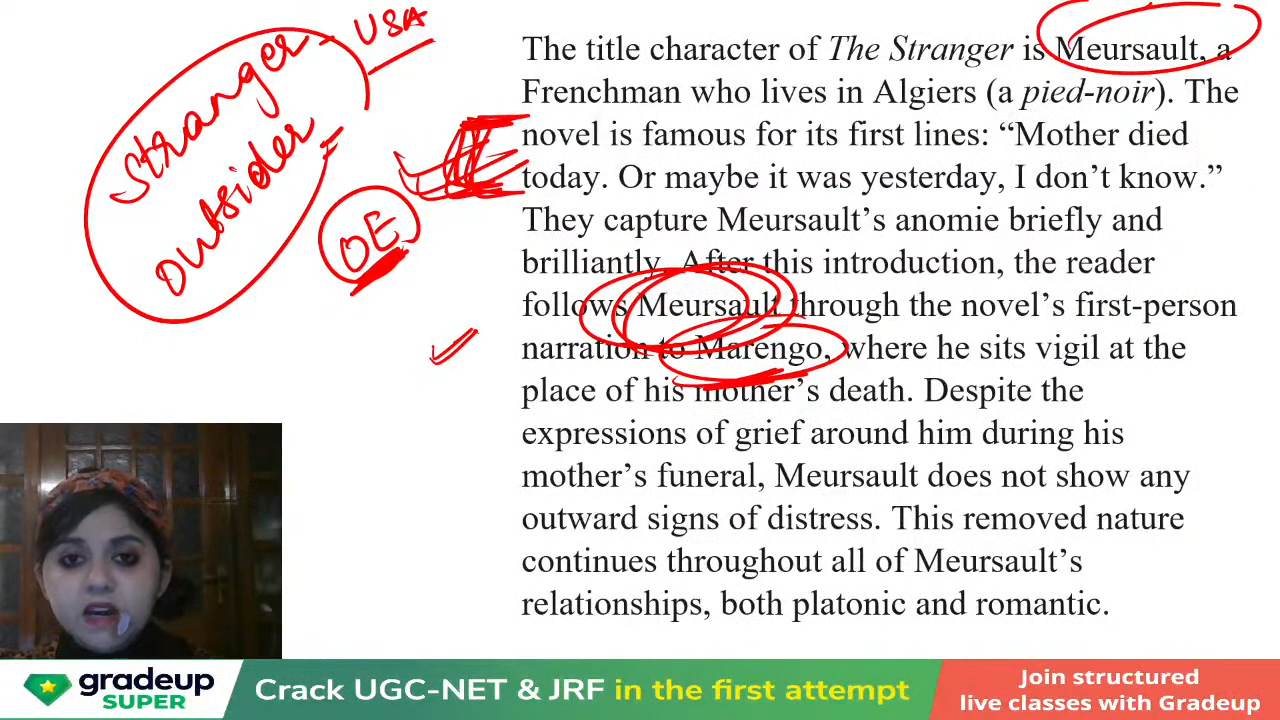 USA
Stranger
outsider
OE
The title character of The Stranger is Meursault, a
Frenchman who lives in Algiers (a pied-noir). The
novel is famous for its first lines: “Mother died
today. Or maybe it was yesterday, I don’t know.”
They capture Meursault’s anomie briefly and
brilliantly. After this introduction, the reader
follows Meursault through the novel’s first-person
narration to Marengo, where he sits vigil at the
place of his mother’s death. Despite the
expressions of grief around him during his
mother’s funeral, Meursault does not show any
outward signs of distress. This removed nature
continues throughout all of Meursault’s
relationships, both platonic and romantic.
gradeup
SUPER
Crack UGC-NET & JRF in the first attempt
Join structured
live classes with Gradeup